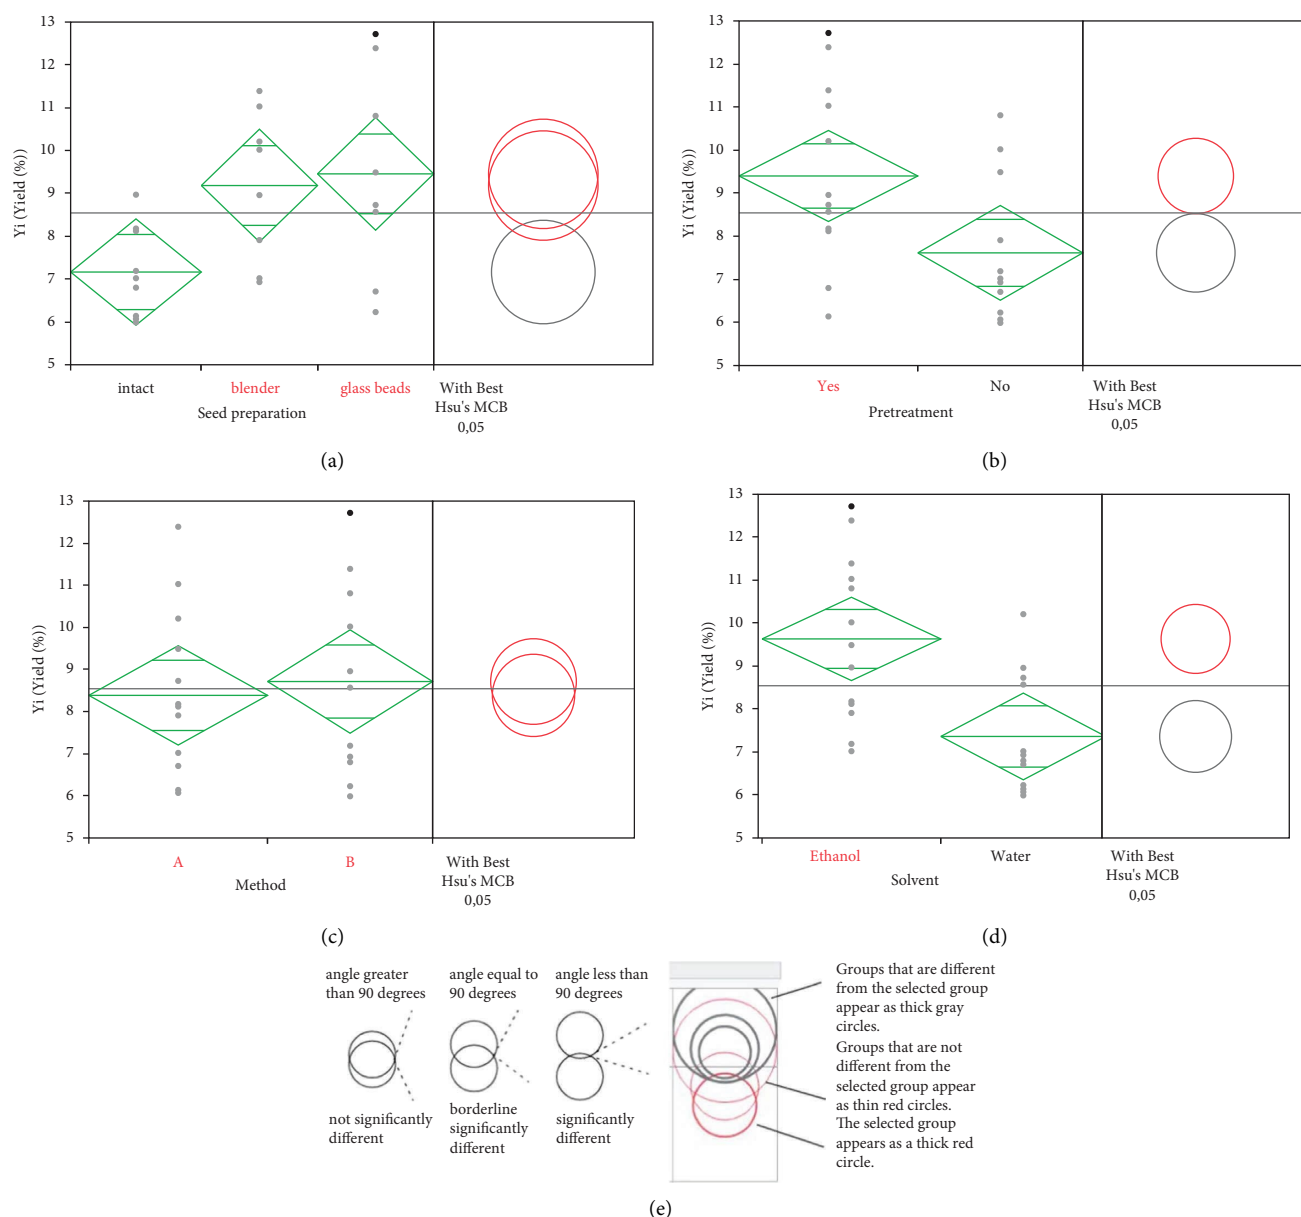 13
12
11
10
9
8
7
6
5
Yi (Yield (%))
intact
blender
glass beads
Seed preparation
With Best
Hsu's MCB
0,05
(a)
13
12
11
10
9
8
7
6
5
Yi (Yield (%))
Yes
No
Pretreatment
With Best
Hsu's MCB
0,05
(b)
13
12
11
10
9
8
7
6
5
Yi (Yield (%))
A
B
Method
With Best
Hsu's MCB
0,05
(c)
13
12
11
10
9
8
7
6
5
Yi (Yield (%))
Ethanol
Water
Solvent
With Best
Hsu's MCB
0,05
(d)
angle greater
than 90 degrees
not significantly
different
angle equal to
90 degrees
borderline
significantly
different
angle less than
90 degrees
significantly
different
Groups that are different
from the selected group
appear as thick gray
circles.
Groups that are not
different from the
selected group appear
as thin red circles.
The selected group
appears as a thick red
circle.
(e)